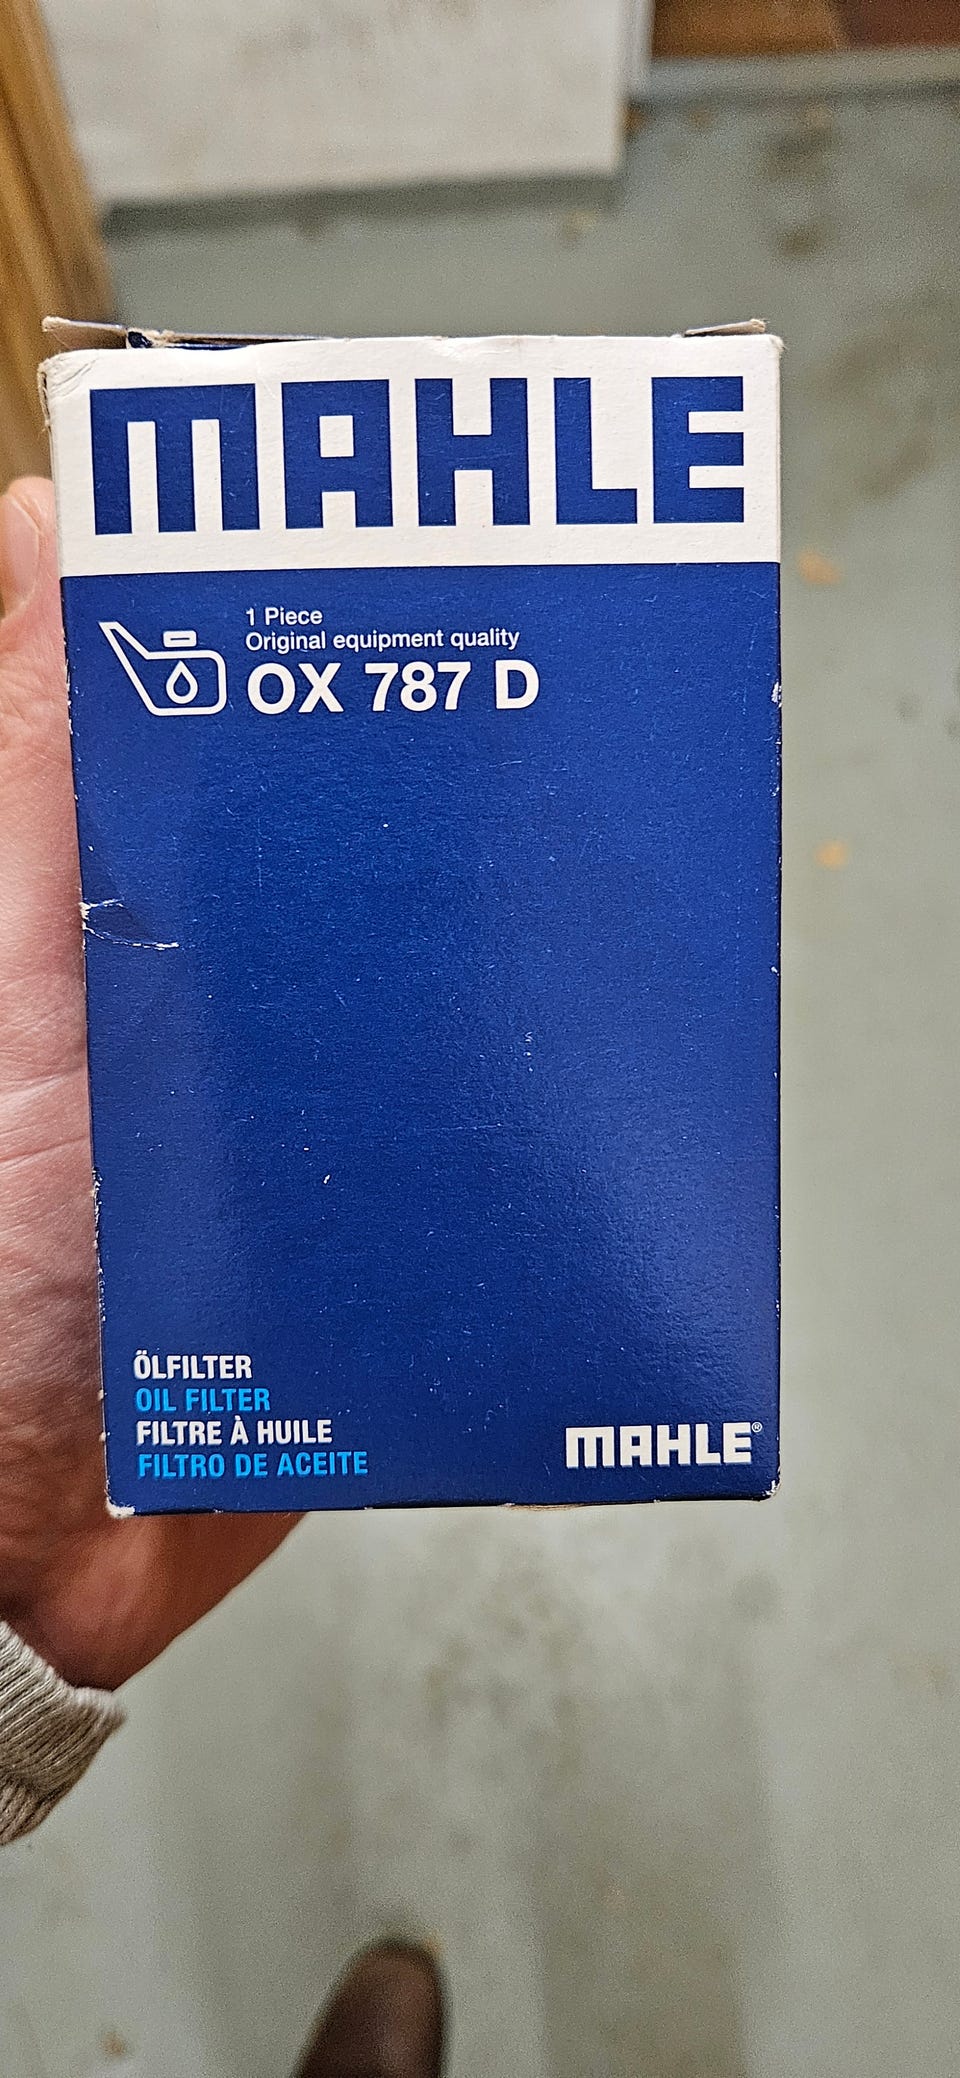 MAHLE
1 Piece
Original equipment quality
OX 787 D
ÖLFILTER
OIL FILTER
FILTRE À HUILE
FILTRO DE ACEITE
MAHLE®